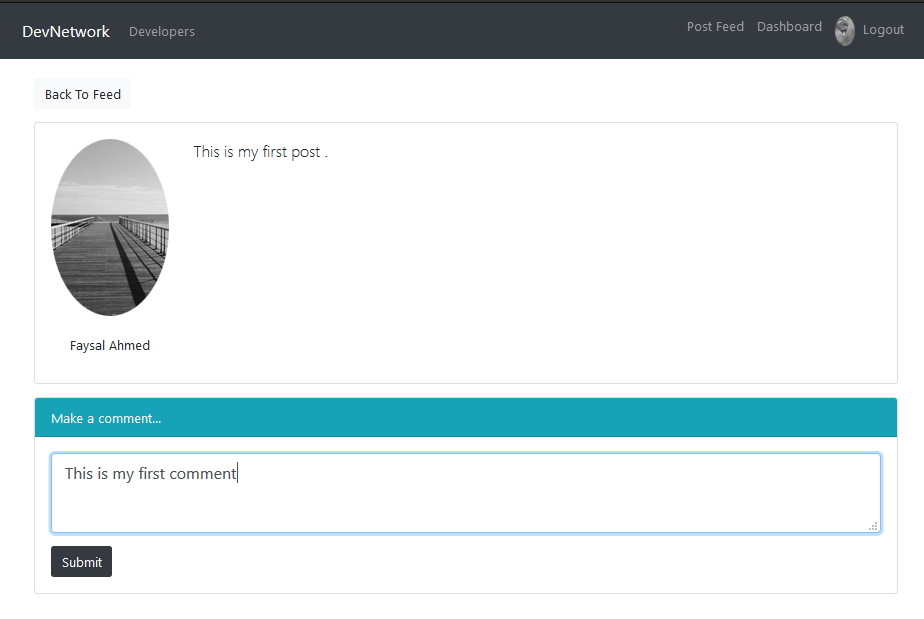 DevNetwork Developers Post Feed Dashboard Logout
Back To Feed
This is my first post .
Faysal Ahmed
Make a comment...
This is my first comment
Submit